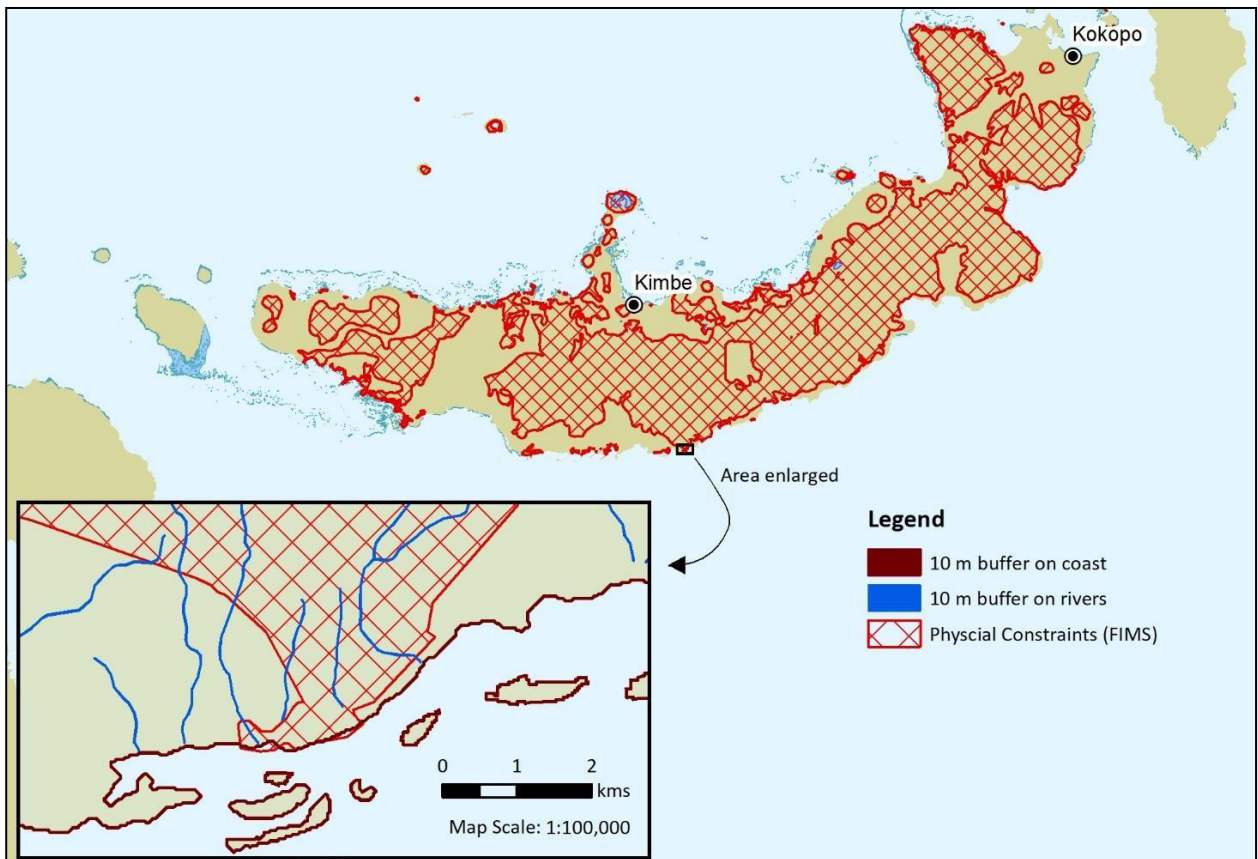 Kokopo
Kimbe
Area enlarged
Legend
10 m buffer on coast
10 m buffer on rivers
Physcial Constraints (FIMS)
0 1 2
kms
Map Scale: 1:100,000